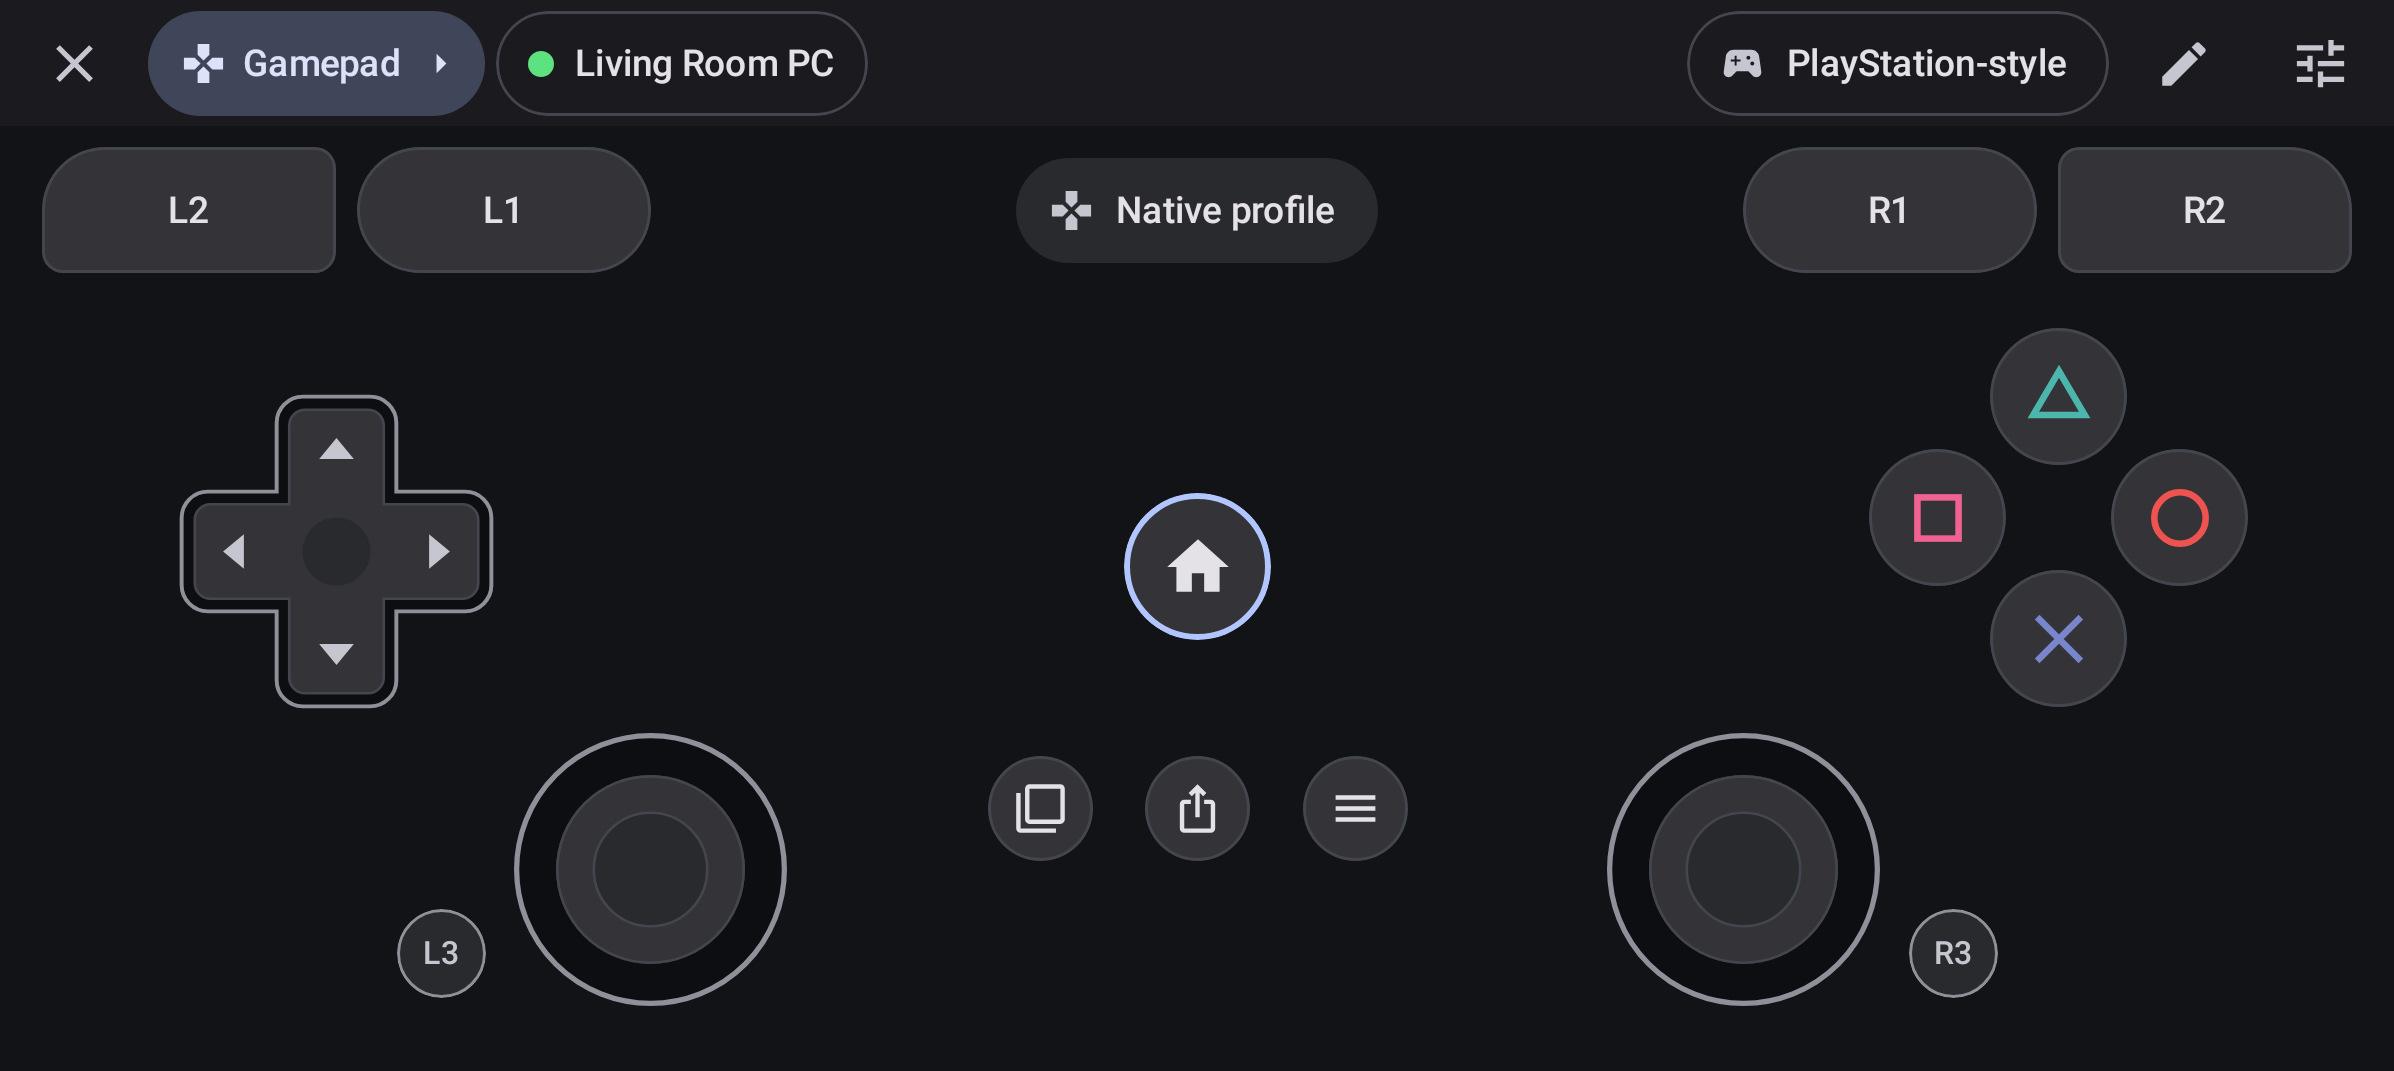 Gamepad
Living Room PC
PlayStation-style
L2
L1
Native profile
R1
R2
L3
R3